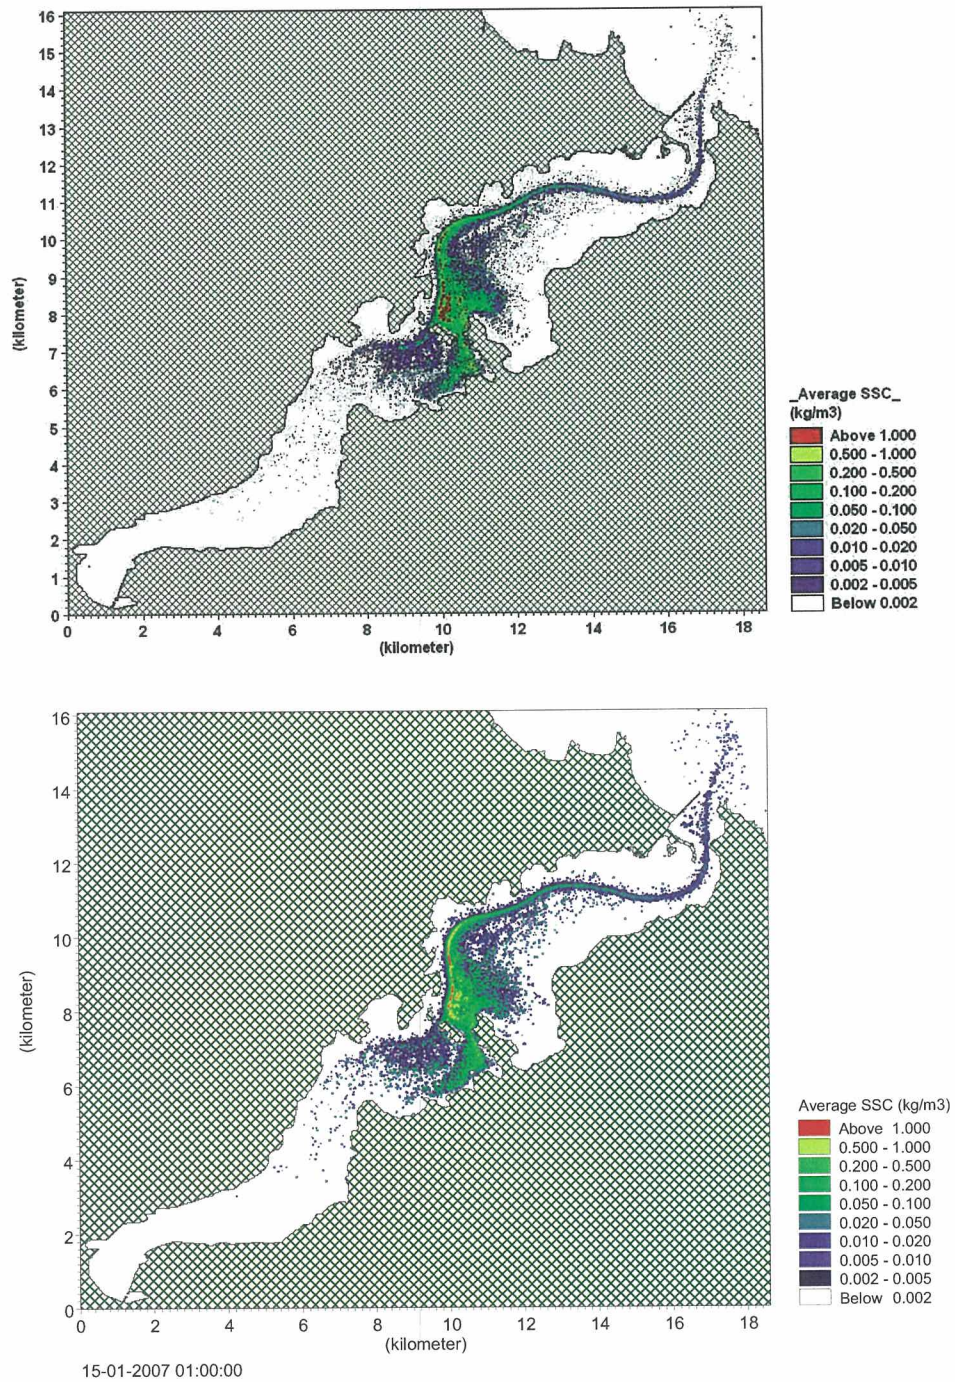 16
15
14
13
12
11
10
9
8
7
6
5
4
3
2
1
0
(kilometer)
0 2 4 6 8 10 12 14 16 18
(kilometer)
_Average SSC_
(kg/m3)
Above 1.000
0.500 - 1.000
0.200 - 0.500
0.100 - 0.200
0.050 - 0.100
0.020 - 0.050
0.010 - 0.020
0.005 - 0.010
0.002 - 0.005
Below 0.002
16
14
12
10
8
6
4
2
0
(kilometer)
0 2 4 6 8 10 12 14 16 18
(kilometer)
Average SSC (kg/m3)
Above 1.000
0.500 - 1.000
0.200 - 0.500
0.100 - 0.200
0.050 - 0.100
0.020 - 0.050
0.010 - 0.020
0.005 - 0.010
0.002 - 0.005
Below 0.002
15-01-2007 01:00:00